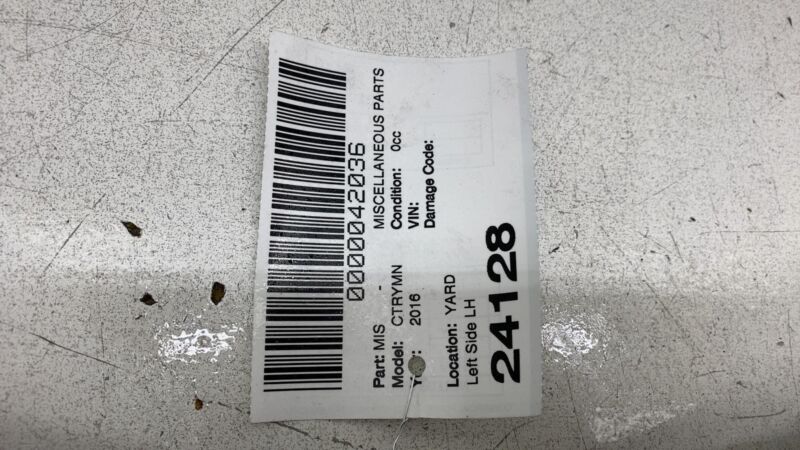 0000042036
Part: MIS - MISCELLANEOUS PARTS
Model: CTRYMN Condition: 0cc
2016 VIN:
Damage Code:
Location: YARD
Left Side LH
24128